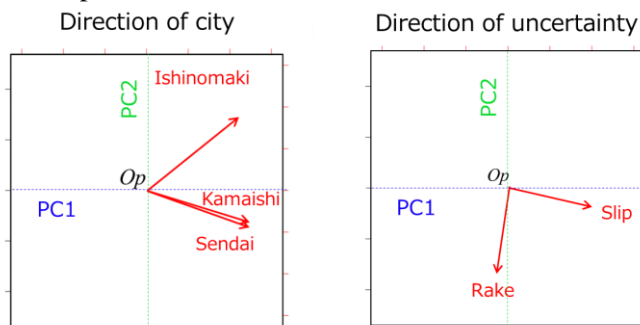 Direction of city
Ishinomaki
PC2
Op
Kamaishi
PC1
Sendai
Direction of uncertainty
PC2
Op
PC1
Slip
Rake